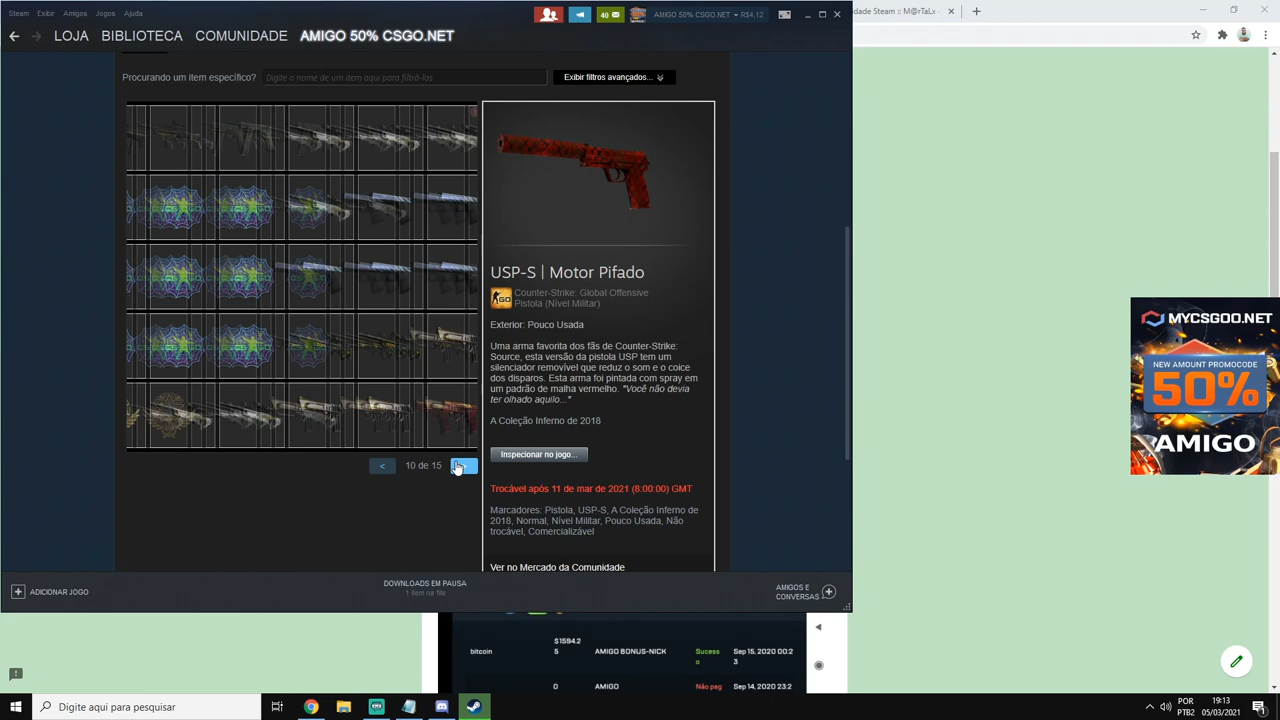 Steam Exibir Amigos Jogos Ajuda
40
AMIGO 50% CSGO.NET R$4,12
dade Steam :: M@rTaLx
LOJA BIBLIOTECA COMUNIDADE AMIGO 50% CSGO.NET
Procurando um item específico?
Digite o nome de um item aqui para filtrá-los
Exibir filtros avançados...
USP-S | Motor Pifado
Counter-Strike: Global Offensive
Pistola (Nível Militar)
Exterior: Pouco Usada
Uma arma favorita dos fãs de Counter-Strike:
Source, esta versão da pistola USP tem um
silenciador removível que reduz o som e o coice
dos disparos. Esta arma foi pintada com spray em
um padrão de malha vermelho. "Você não devia
ter olhado aquilo..."
A Coleção Inferno de 2018
Inspecionar no jogo...
Trocável após 11 de mar de 2021 (8:00:00) GMT
Marcadores: Pistola, USP-S, A Coleção Inferno de
2018, Normal, Nível Militar, Pouco Usada, Não
trocável, Comercializável
Ver no Mercado da Comunidade
< 10 de 15
MYCSGOO.NET
NEW AMOUNT PROMOCODE
50%
AMIGO
ADICIONAR JOGO
DOWNLOADS EM PAUSA
1 item na fila
AMIGOS E
CONVERSAS
bitcoin
$1594.2
5
AMIGO BONUS-NICK
Sucess
o
Sep 15, 2020 00:2
3
0
AMIGO
Não pag
Sep 14, 2020 23:2
Digite aqui para pesquisar
POR
PTB2
19:13
05/03/2021